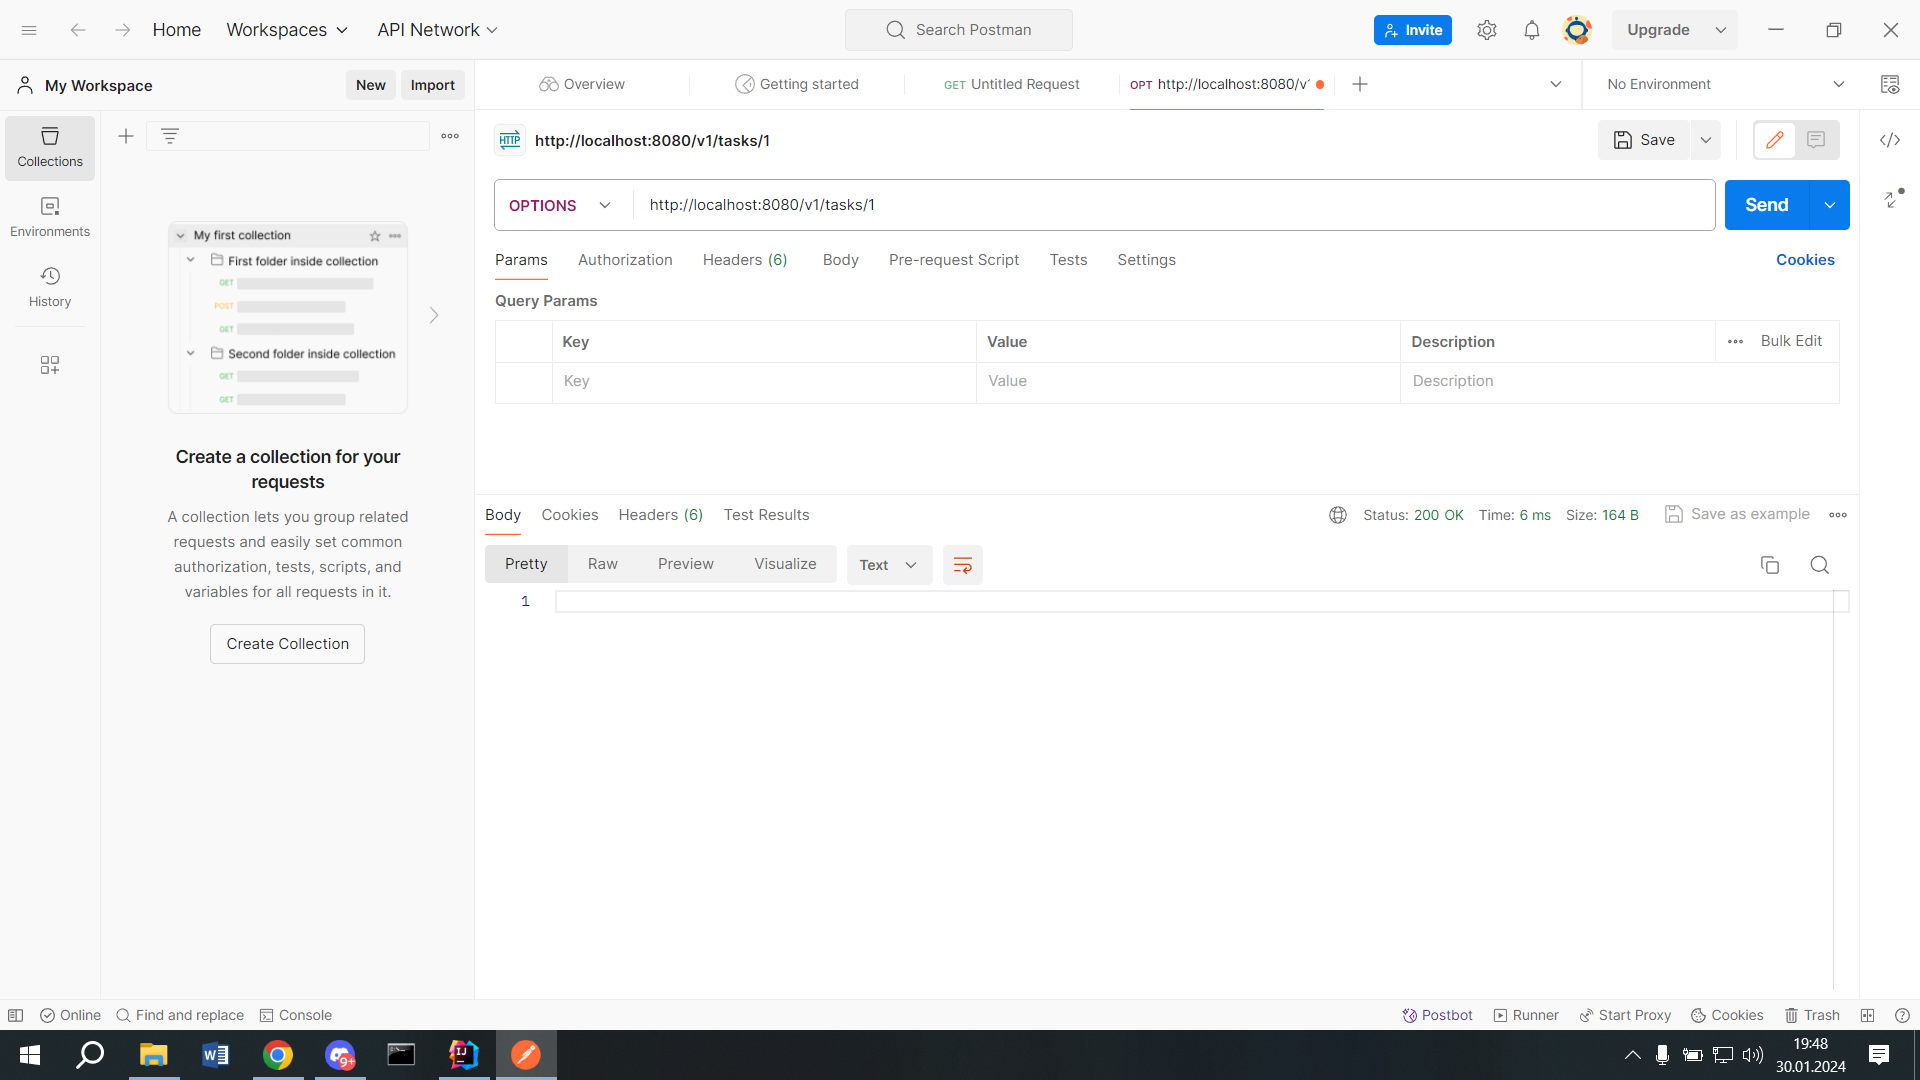 Home
Workspaces
API Network
Search Postman
Invite
Upgrade
My Workspace
New
Import
Overview
Getting started
GET Untitled Request
OPT http://localhost:8080/v1
No Environment
Collections
Environments
History
HTTP
http://localhost:8080/v1/tasks/1
Save
OPTIONS
http://localhost:8080/v1/tasks/1
Send
Params
Authorization
Headers (6)
Body
Pre-request Script
Tests
Settings
Cookies
Query Params
Key
Value
Description
Bulk Edit
Key
Value
Description
My first collection
First folder inside collection
GET
POST
GET
Second folder inside collection
GET
GET
Create a collection for your
requests
A collection lets you group related
requests and easily set common
authorization, tests, scripts, and
variables for all requests in it.
Create Collection
Body
Cookies
Headers (6)
Test Results
Status: 200 OK
Time: 6 ms
Size: 164 B
Save as example
Pretty
Raw
Preview
Visualize
Text
1
Online
Find and replace
Console
Postbot
Runner
Start Proxy
Cookies
Trash
W
9+
IJ
19:48
30.01.2024